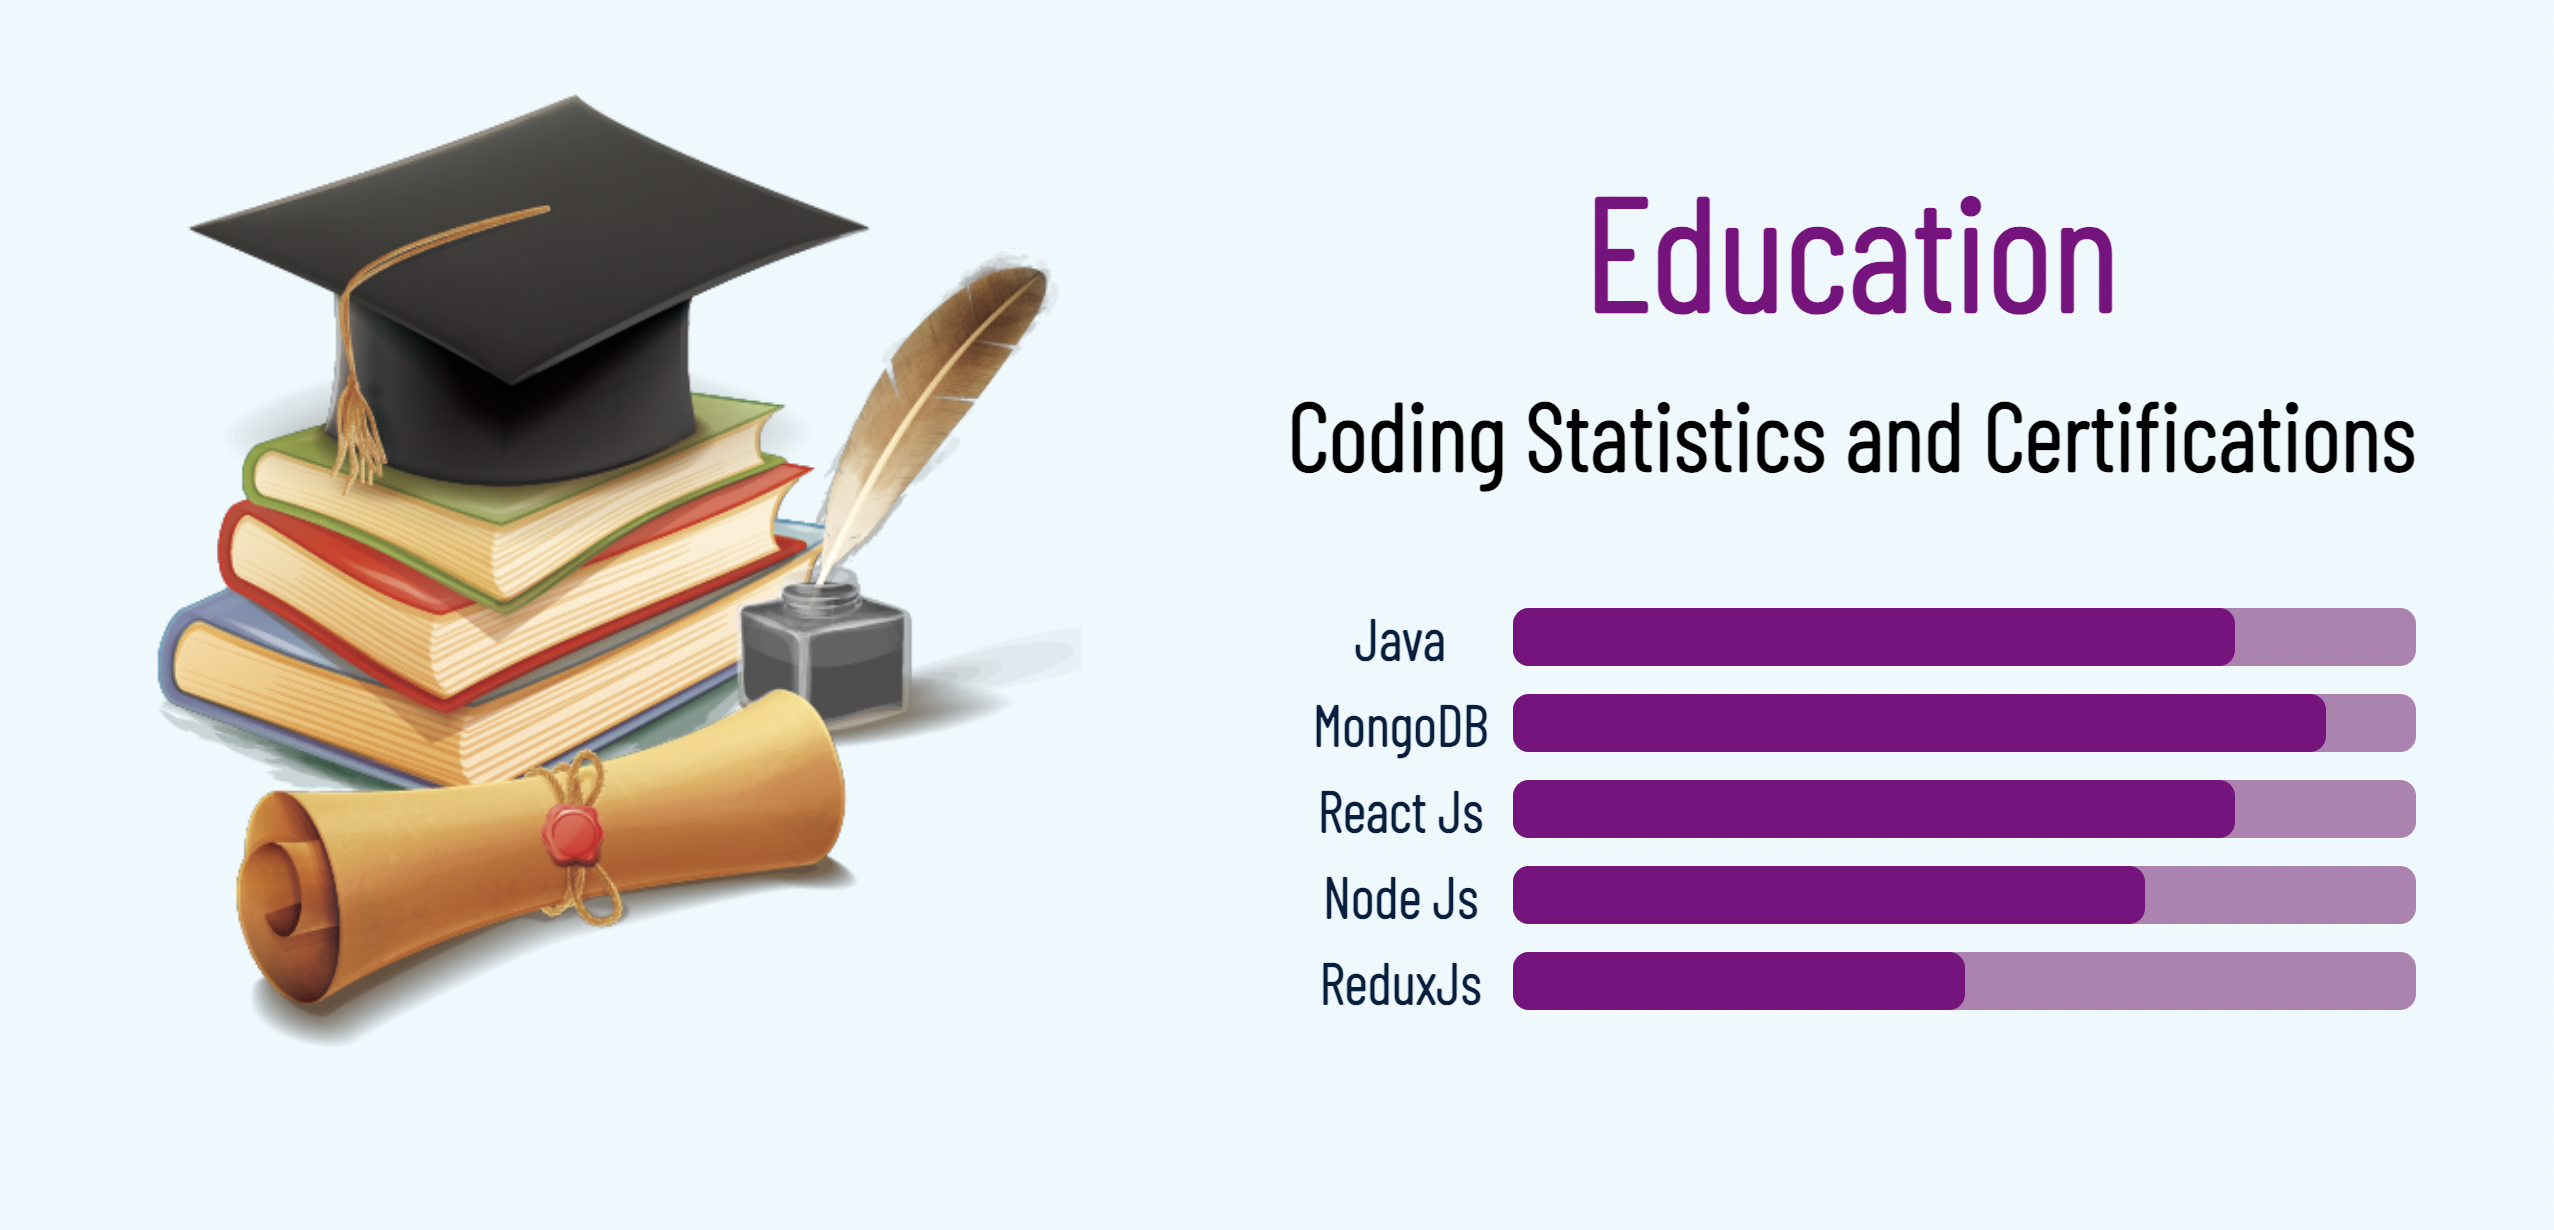 Education
Coding Statistics and Certifications
Java
MongoDB
React Js
Node Js
ReduxJs